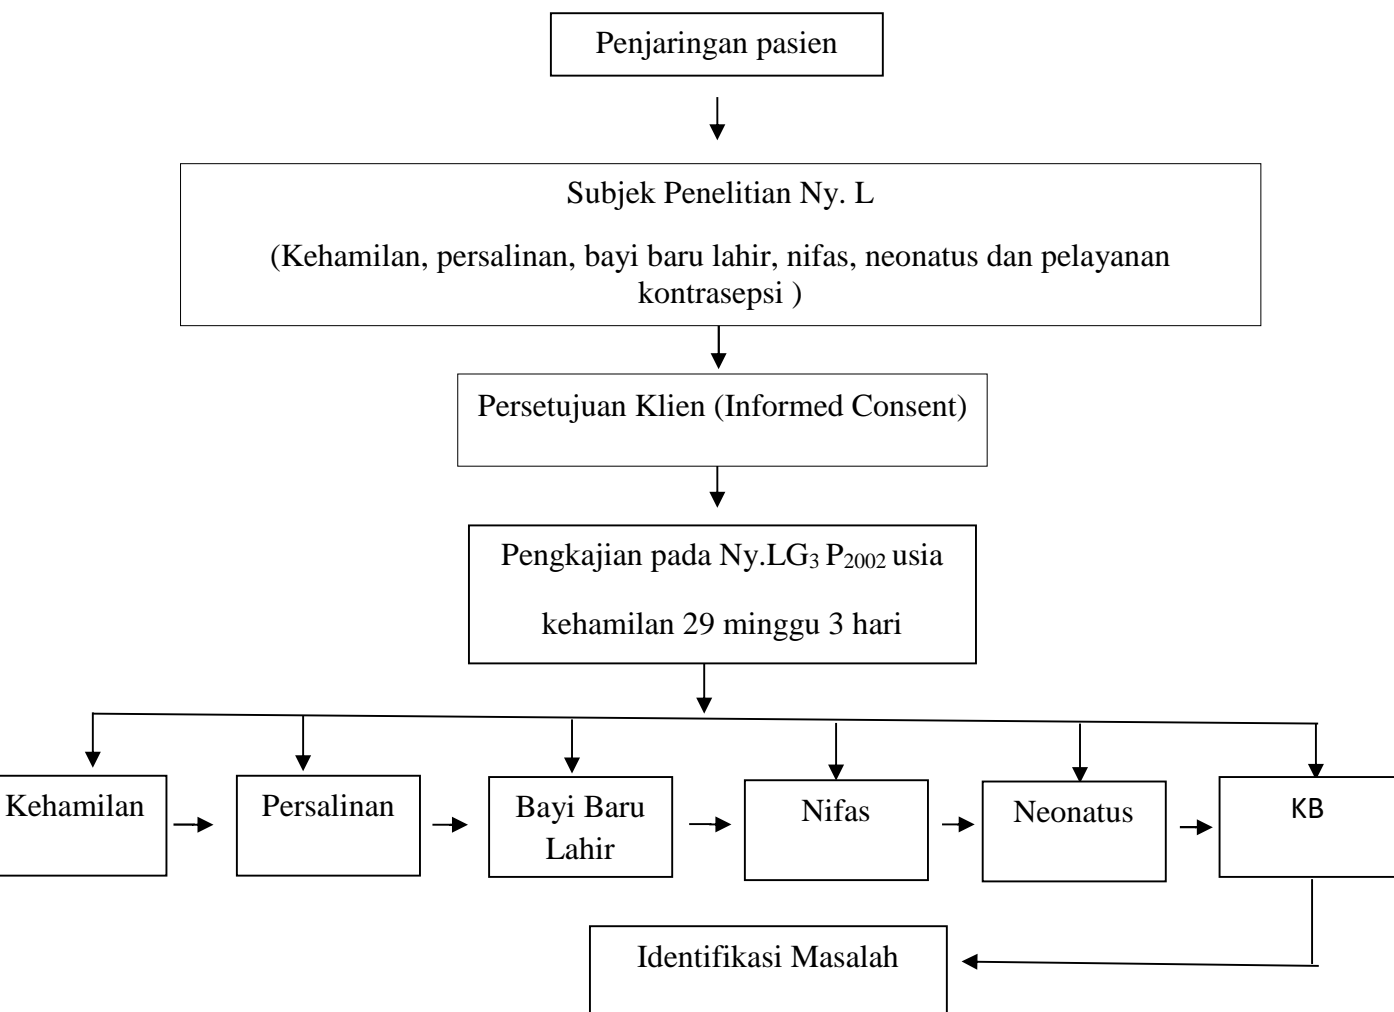 Penjaringan pasien
Subjek Penelitian Ny. L
(Kehamilan, persalinan, bayi baru lahir, nifas, neonatus dan pelayanan
kontrasepsi )
Persetujuan Klien (Informed Consent)
Pengkajian pada Ny.LG₃ P₂₀₀₂ usia
kehamilan 29 minggu 3 hari
Kehamilan
Persalinan
Bayi Baru
Lahir
Nifas
Neonatus
KB
Identifikasi Masalah